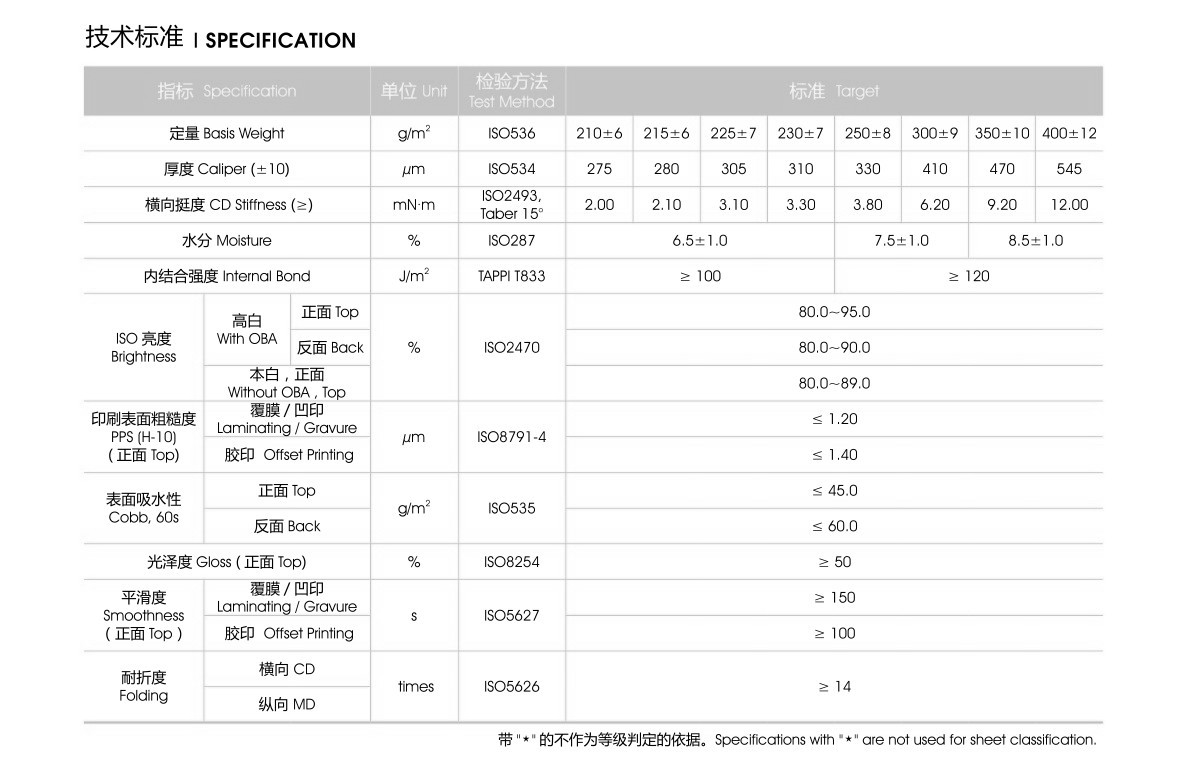 技术标准 | SPECIFICATION
指标 Specification 单位 Unit 检验方法 Test Method 标准 Target
定量 Basis Weight g/m² ISO536 210±6 215±6 225±7 230±7 250±8 300±9 350±10 400±12
厚度 Caliper (±10) μm ISO534 275 280 305 310 330 410 470 545
横向挺度 CD Stiffness (≥) mN·m ISO2493, Taber 15° 2.00 2.10 3.10 3.30 3.80 6.20 9.20 12.00
水分 Moisture % ISO287 6.5±1.0 7.5±1.0 8.5±1.0
内结合强度 Internal Bond J/m² TAPPI T833 ≥ 100 ≥ 120
ISO 亮度 Brightness 高白 With OBA 正面 Top % ISO2470 80.0~95.0
反面 Back 80.0~90.0
本白 , 正面 Without OBA , Top 80.0~89.0
印刷表面粗糙度 PPS (H-10) ( 正面 Top) 覆膜 / 凹印 Laminating / Gravure μm ISO8791-4 ≤ 1.20
胶印 Offset Printing ≤ 1.40
表面吸水性 Cobb, 60s 正面 Top g/m² ISO535 ≤ 45.0
反面 Back ≤ 60.0
光泽度 Gloss ( 正面 Top) % ISO8254 ≥ 50
平滑度 Smoothness ( 正面 Top ) 覆膜 / 凹印 Laminating / Gravure s ISO5627 ≥ 150
胶印 Offset Printing ≥ 100
耐折度 Folding 横向 CD times ISO5626 ≥ 14
纵向 MD
带 "*" 的不作为等级判定的依据。Specifications with "*" are not used for sheet classification.